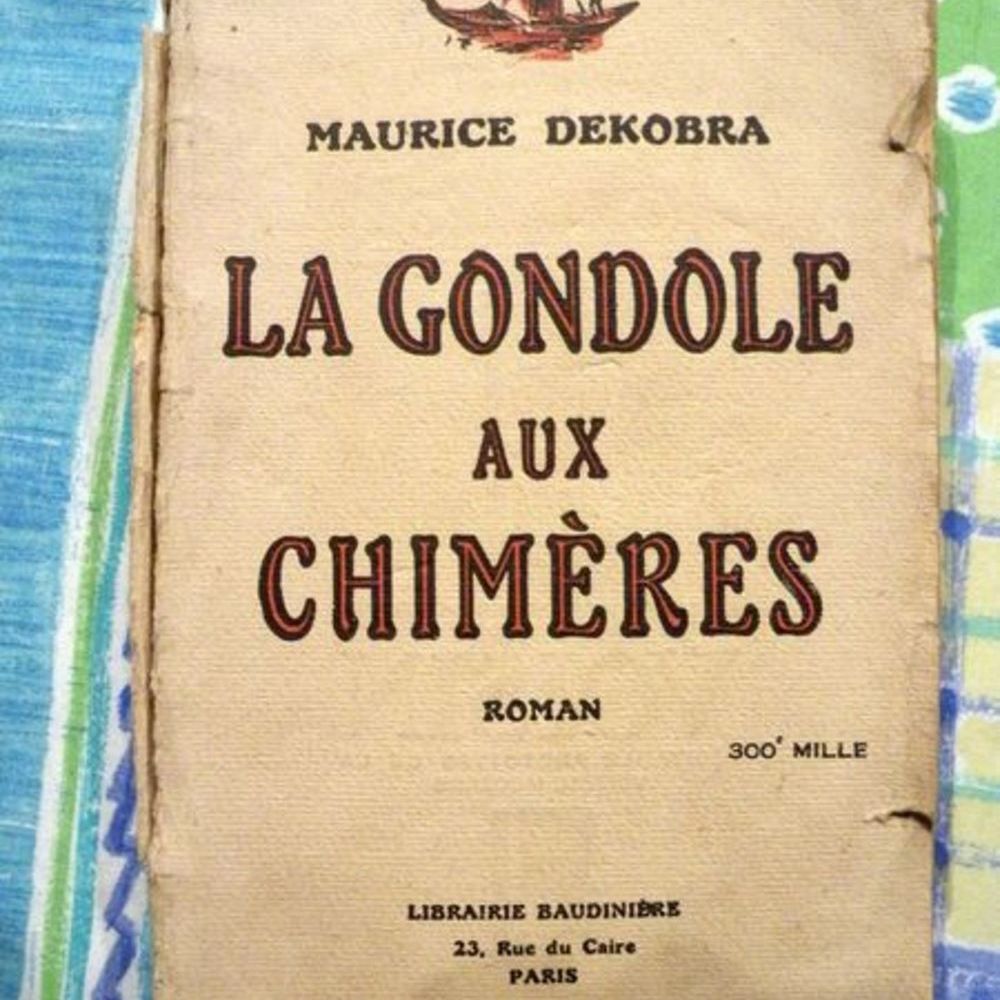 MAURICE DEKOBRA
LA GONDOLE
AUX
CHIMÈRES
ROMAN
300e MILLE
LIBRAIRIE BAUDINIÈRE
23, Rue du Caire
PARIS